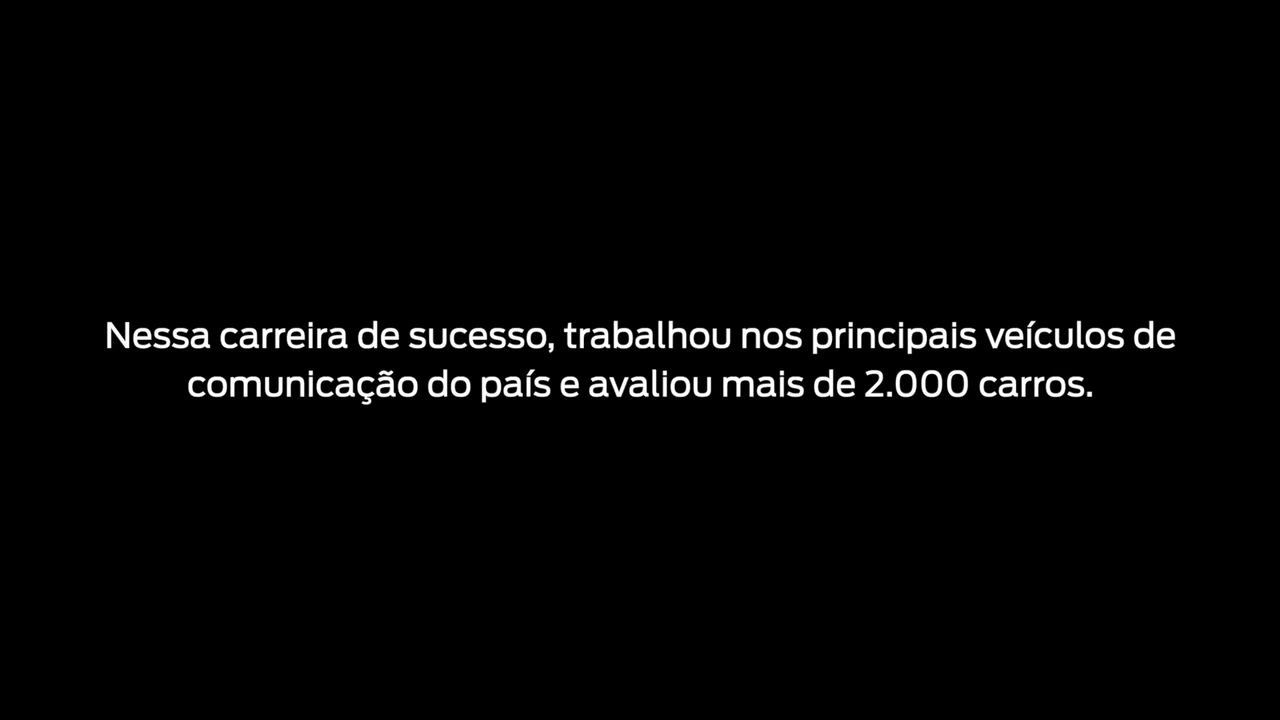 Nessa carreira de sucesso, trabalhou nos principais veículos de
comunicação do país e avaliou mais de 2.000 carros.